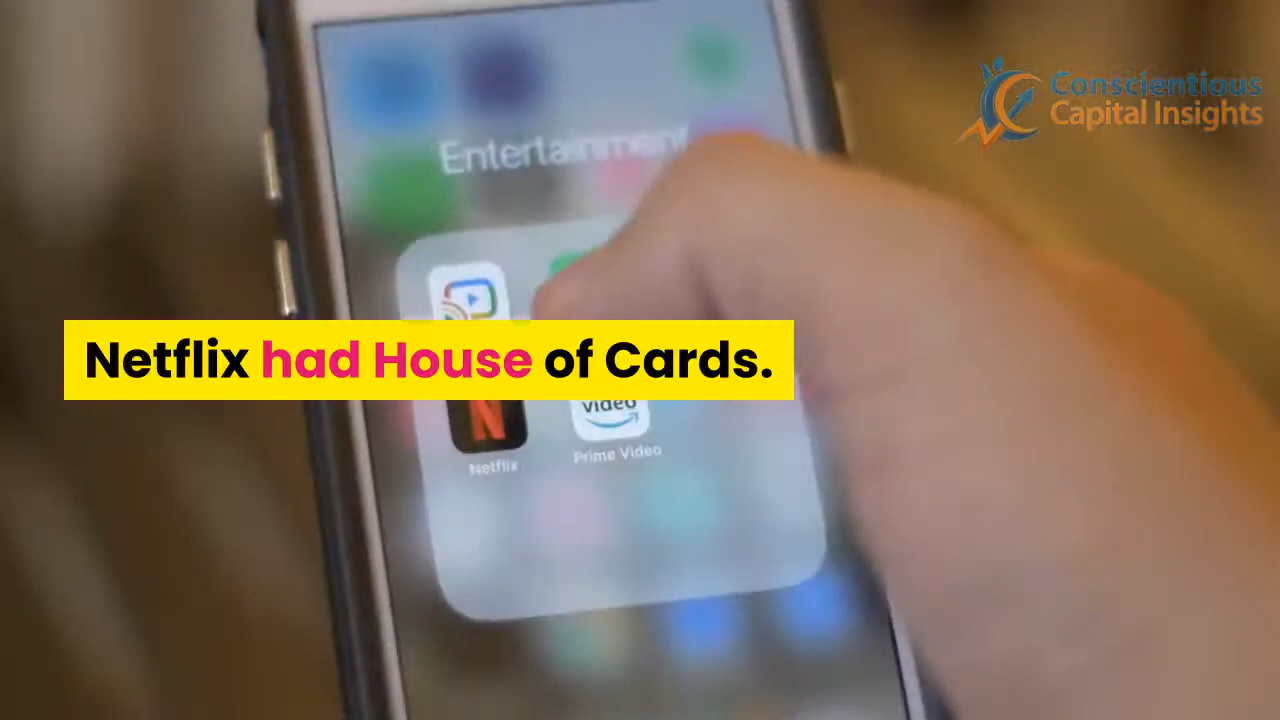 Conscientious
Capital Insights
Entertainment
Netflix had House of Cards.
video
Netflix
Prime Video